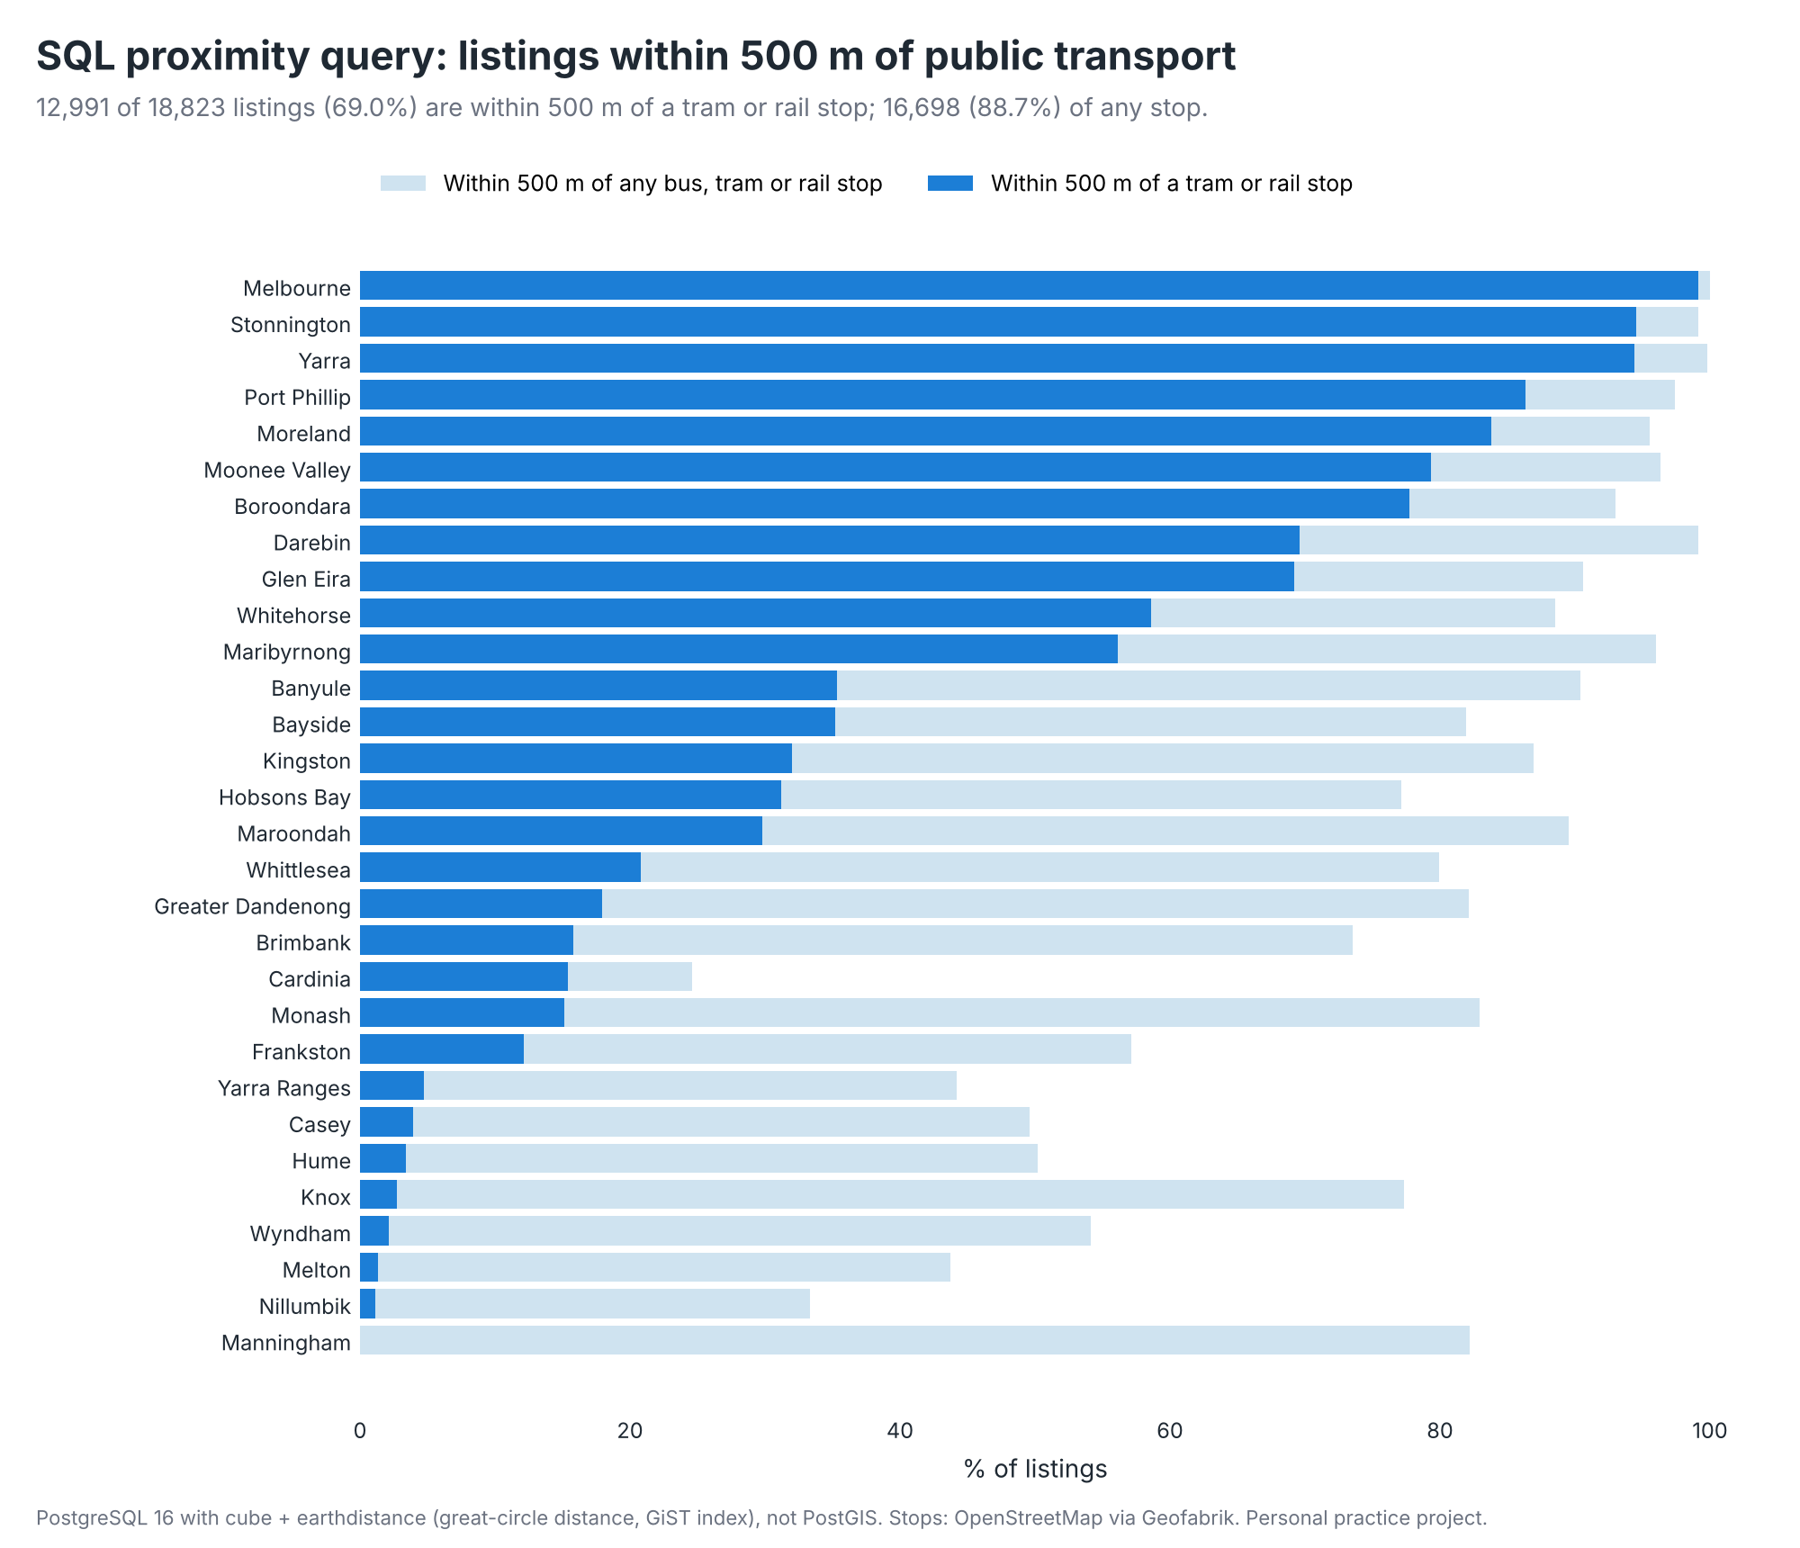 SQL proximity query: listings within 500 m of public transport
12,991 of 18,823 listings (69.0%) are within 500 m of a tram or rail stop; 16,698 (88.7%) of any stop.
Within 500 m of any bus, tram or rail stop
Within 500 m of a tram or rail stop
Melbourne
Stonnington
Yarra
Port Phillip
Moreland
Moonee Valley
Boroondara
Darebin
Glen Eira
Whitehorse
Maribyrnong
Banyule
Bayside
Kingston
Hobsons Bay
Maroondah
Whittlesea
Greater Dandenong
Brimbank
Cardinia
Monash
Frankston
Yarra Ranges
Casey
Hume
Knox
Wyndham
Melton
Nillumbik
Manningham
0 20 40 60 80 100
% of listings
PostgreSQL 16 with cube + earthdistance (great-circle distance, GiST index), not PostGIS. Stops: OpenStreetMap via Geofabrik. Personal practice project.